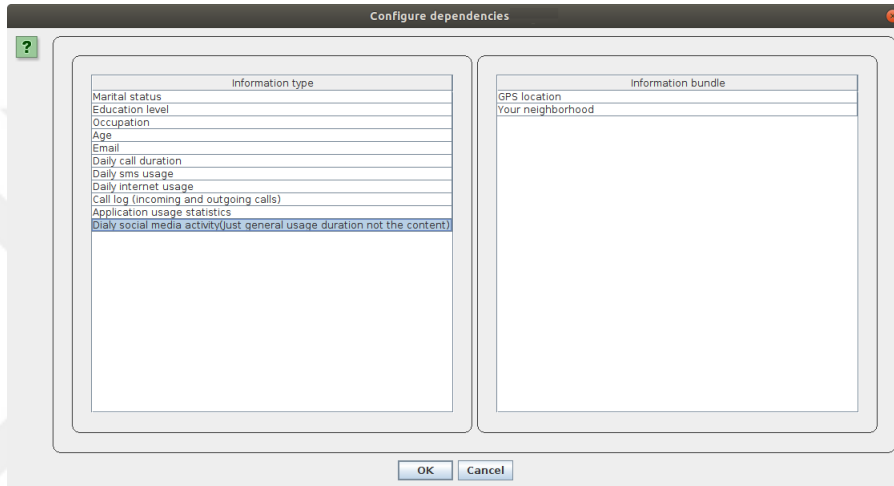 Configure dependencies
?
Information type
Marital status
Education level
Occupation
Age
Email
Daily call duration
Daily sms usage
Daily internet usage
Call log (incoming and outgoing calls)
Application usage statistics
Dialy social media activity(Just general usage duration not the content)
Information bundle
GPS location
Your neighborhood
OK
Cancel